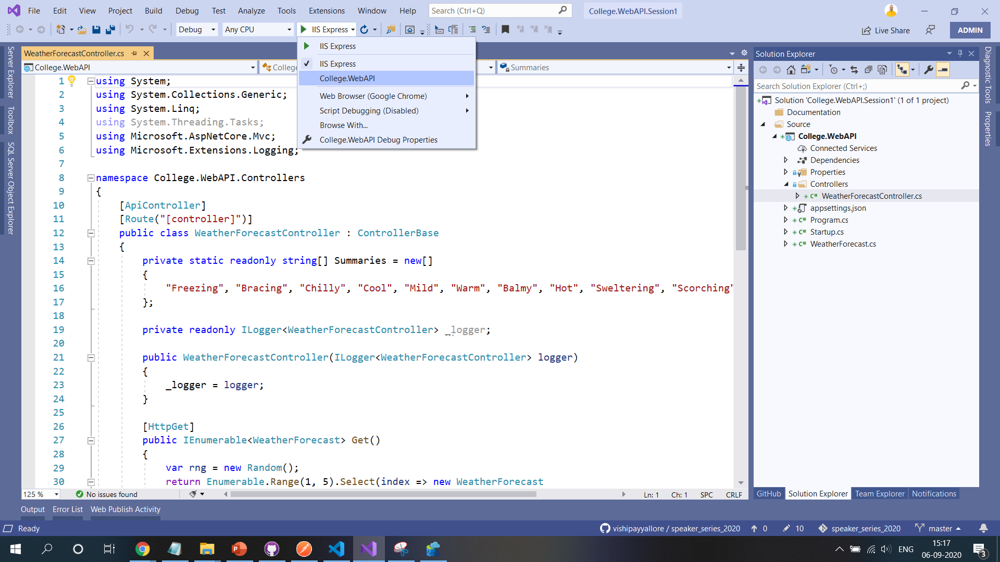 File Edit View Project Build Debug Test Analyze Tools Extensions Window Help Search (Ctrl+Q) College.WebAPI.Session1
Debug Any CPU IIS Express Live Share ADMIN
IIS Express
IIS Express
College.WebAPI
Web Browser (Google Chrome)
Script Debugging (Disabled)
Browse With...
College.WebAPI Debug Properties
Server Explorer
Toolbox
SQL Server Object Explorer
WeatherForecastController.cs
College.WebAPI College Summaries
1 using System;
2 using System.Collections.Generic;
3 using System.Linq;
4 using System.Threading.Tasks;
5 using Microsoft.AspNetCore.Mvc;
6 using Microsoft.Extensions.Logging;
7
8 namespace College.WebAPI.Controllers
9 {
10 [ApiController]
11 [Route("[controller]")]
12 public class WeatherForecastController : ControllerBase
13 {
14 private static readonly string[] Summaries = new[]
15 {
16 "Freezing", "Bracing", "Chilly", "Cool", "Mild", "Warm", "Balmy", "Hot", "Sweltering", "Scorching"
17 };
18
19 private readonly ILogger<WeatherForecastController> _logger;
20
21 public WeatherForecastController(ILogger<WeatherForecastController> logger)
22 {
23 _logger = logger;
24 }
25
26 [HttpGet]
27 public IEnumerable<WeatherForecast> Get()
28 {
29 var rng = new Random();
30 return Enumerable.Range(1, 5).Select(index => new WeatherForecast
125 % No issues found Ln: 1 Ch: 1 SPC CRLF
Solution Explorer
Search Solution Explorer (Ctrl+;)
Solution 'College.WebAPI.Session1' (1 of 1 project)
Documentation
Source
College.WebAPI
Connected Services
Dependencies
Properties
Controllers
C# WeatherForecastController.cs
appsettings.json
C# Program.cs
C# Startup.cs
C# WeatherForecast.cs
GitHub Solution Explorer Team Explorer Notifications
Diagnostic Tools
Properties
Output Error List Web Publish Activity
Ready vishipayyallore / speaker_series_2020 0 10 speaker_series_2020 master
ENG 15:17
06-09-2020
3